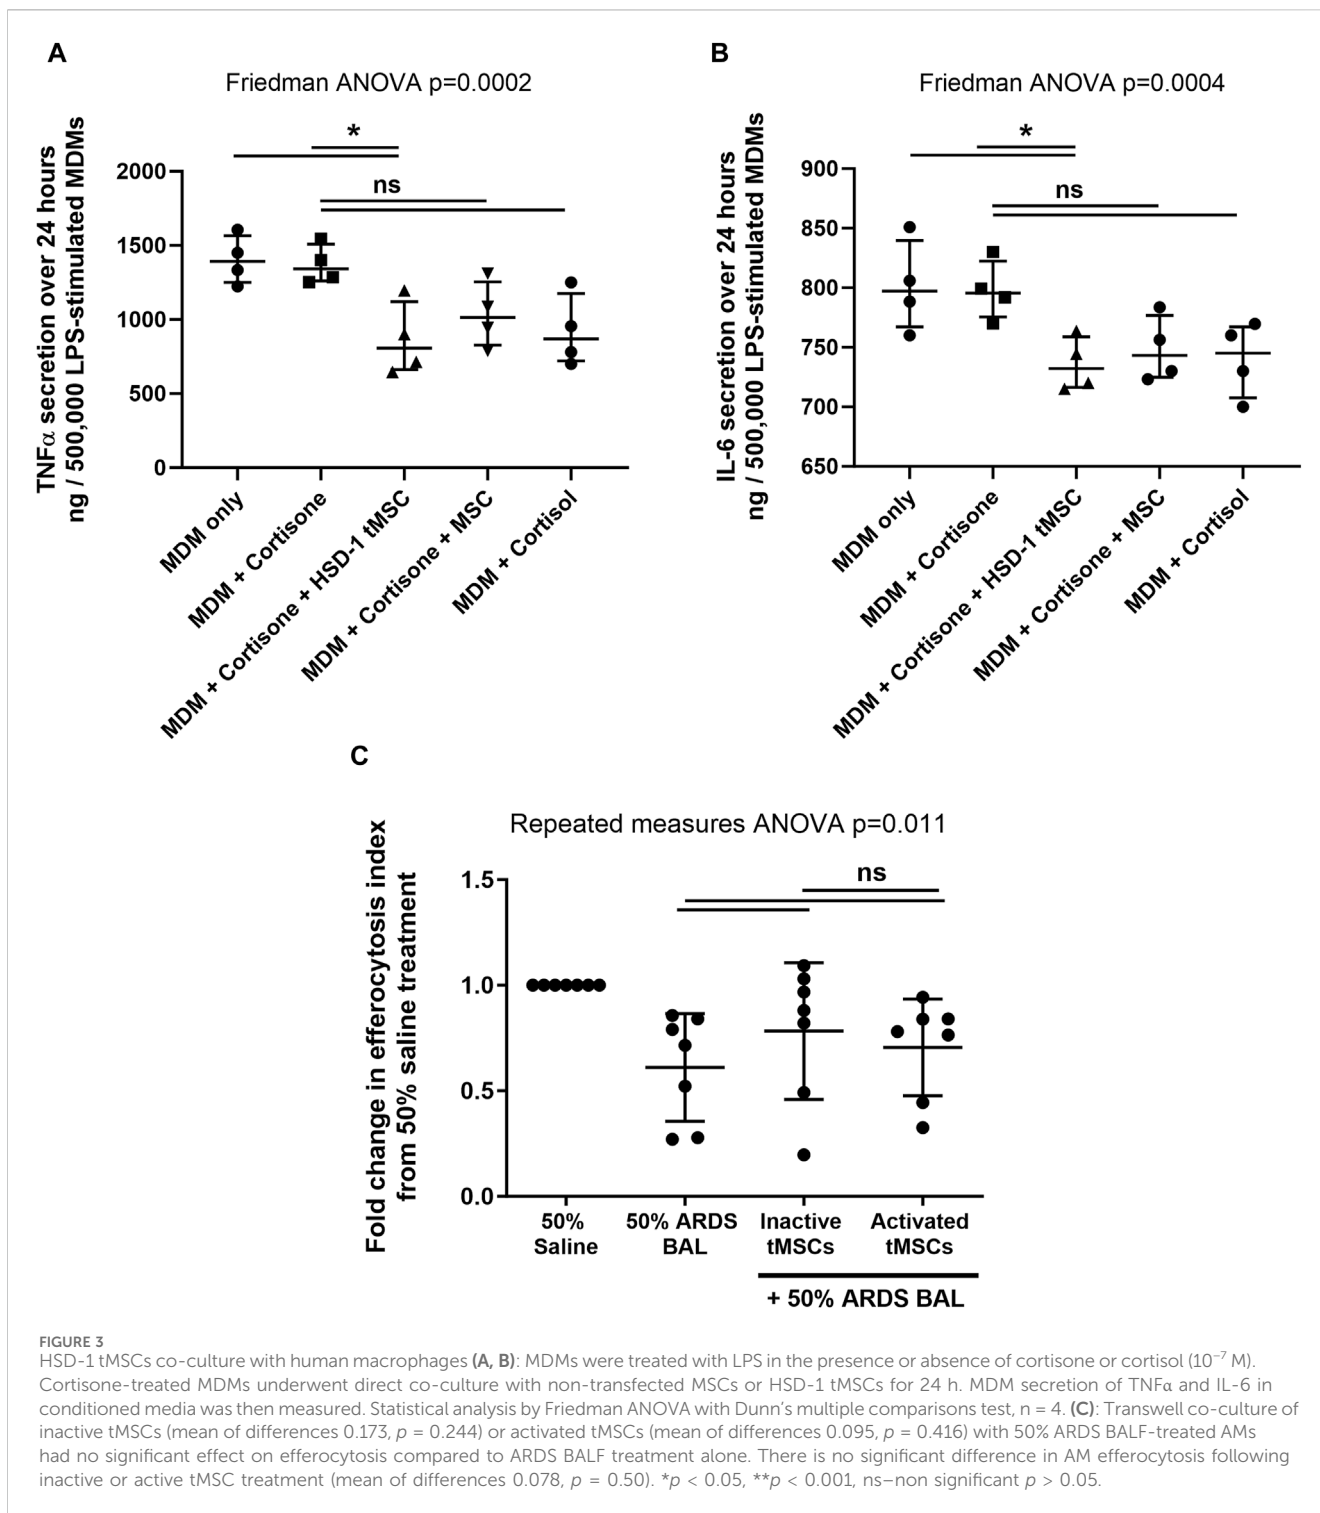 A
Friedman ANOVA p=0.0002
TNFα secretion over 24 hours
ng / 500,000 LPS-stimulated MDMs
*
ns
2000
1500
1000
500
0
MDM only
MDM + Cortisone
MDM + Cortisone + HSD-1 tMSC
MDM + Cortisone + MSC
MDM + Cortisol
B
Friedman ANOVA p=0.0004
IL-6 secretion over 24 hours
ng / 500,000 LPS-stimulated MDMs
*
ns
900
850
800
750
700
650
MDM only
MDM + Cortisone
MDM + Cortisone + HSD-1 tMSC
MDM + Cortisone + MSC
MDM + Cortisol
C
Repeated measures ANOVA p=0.011
Fold change in efferocytosis index
from 50% saline treatment
ns
1.5
1.0
0.5
0.0
50%
Saline
50% ARDS
BAL
Inactive
tMSCs
Activated
tMSCs
+ 50% ARDS BAL
FIGURE 3
HSD-1 tMSCs co-culture with human macrophages (A, B): MDMs were treated with LPS in the presence or absence of cortisone or cortisol (10⁻⁷ M).
Cortisone-treated MDMs underwent direct co-culture with non-transfected MSCs or HSD-1 tMSCs for 24 h. MDM secretion of TNFα and IL-6 in
conditioned media was then measured. Statistical analysis by Friedman ANOVA with Dunn's multiple comparisons test, n = 4. (C): Transwell co-culture of
inactive tMSCs (mean of differences 0.173, p = 0.244) or activated tMSCs (mean of differences 0.095, p = 0.416) with 50% ARDS BALF-treated AMs
had no significant effect on efferocytosis compared to ARDS BALF treatment alone. There is no significant difference in AM efferocytosis following
inactive or active tMSC treatment (mean of differences 0.078, p = 0.50). *p < 0.05, **p < 0.001, ns–non significant p > 0.05.